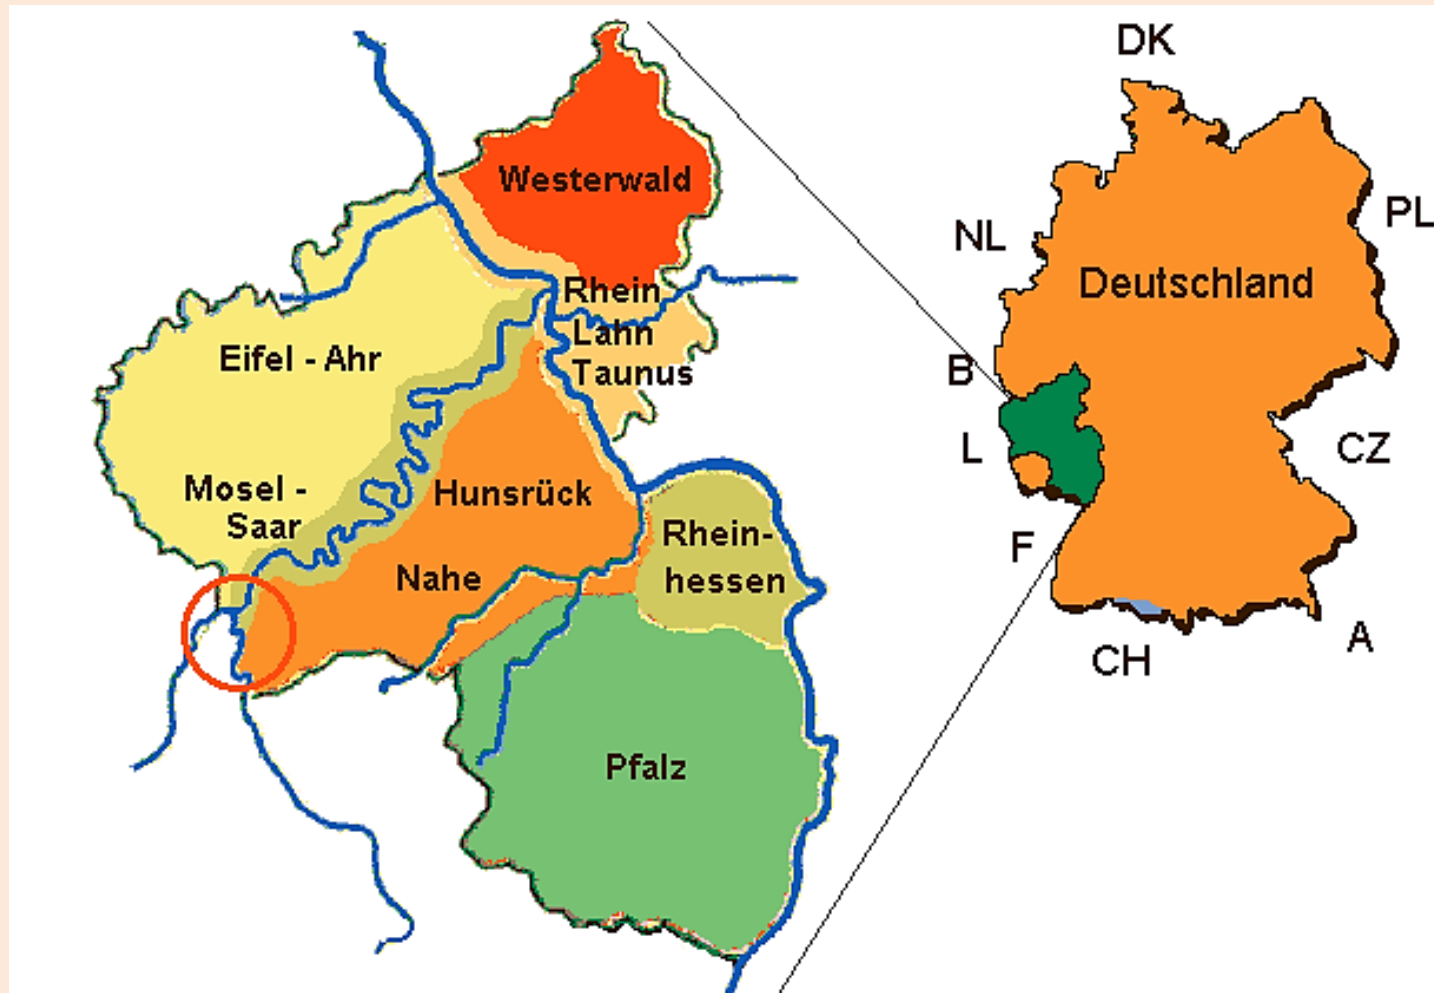 Westerwald
Rhein
Lahn
Taunus
Eifel - Ahr
Mosel -
Saar
Hunsrück
Nahe
Rhein-
hessen
Pfalz
DK
NL
PL
Deutschland
B
L
CZ
F
A
CH